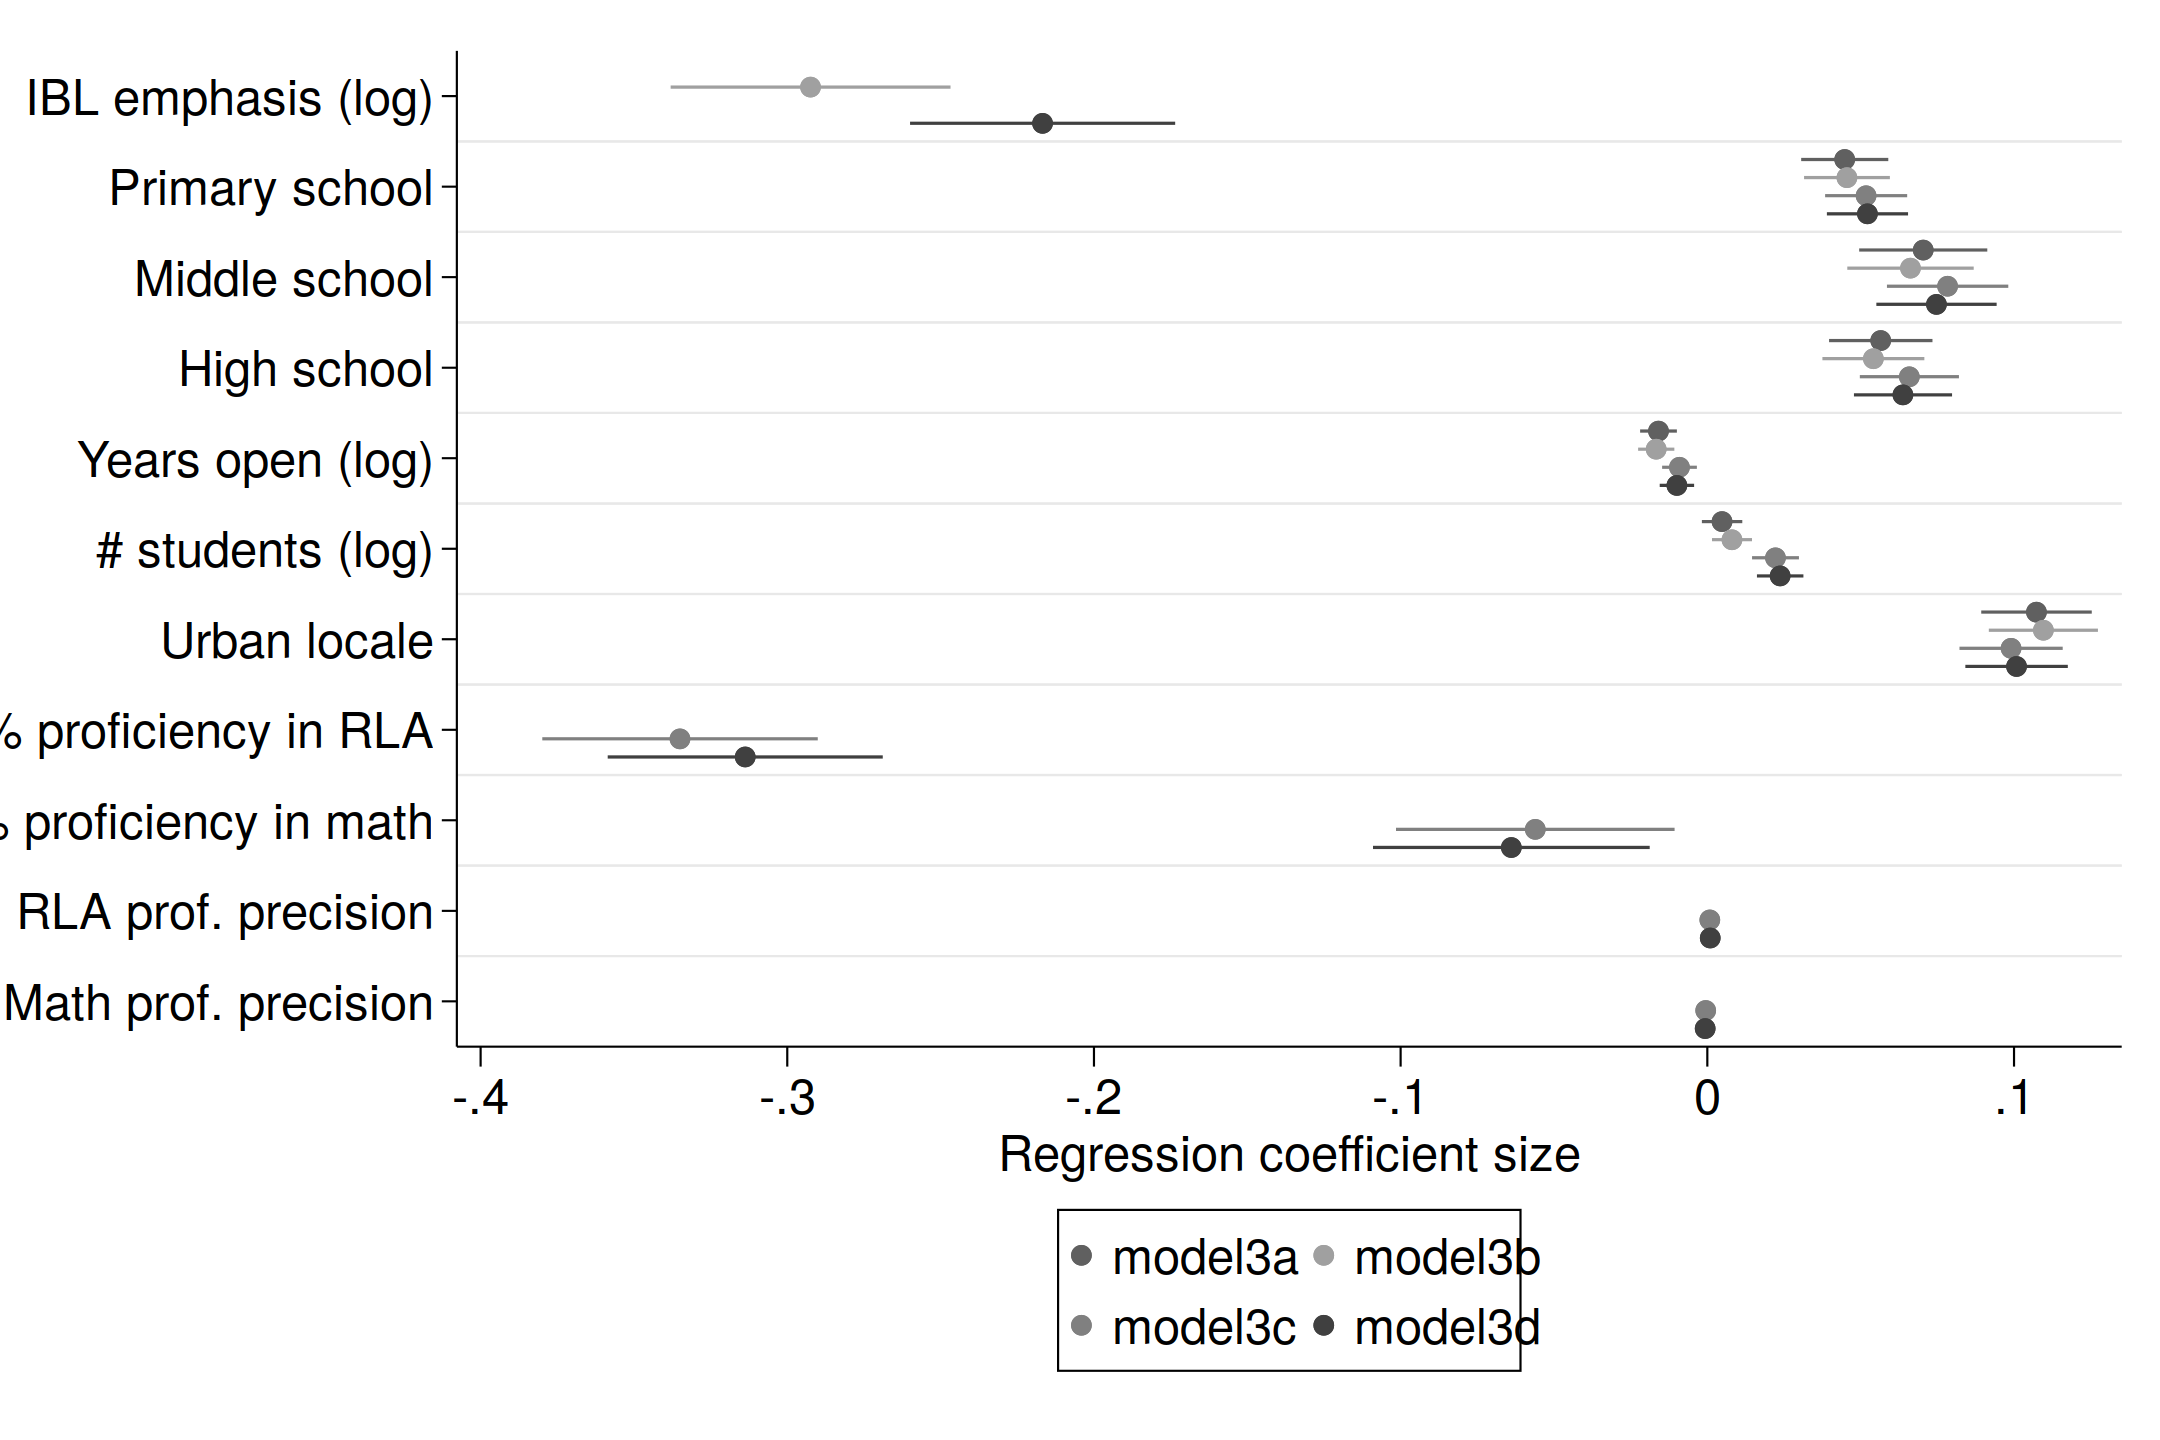 IBL emphasis (log)
Primary school
Middle school
High school
Years open (log)
# students (log)
Urban locale
% proficiency in RLA
% proficiency in math
RLA prof. precision
Math prof. precision
-.4 -.3 -.2 -.1 0 .1
Regression coefficient size
model3a model3b
model3c model3d